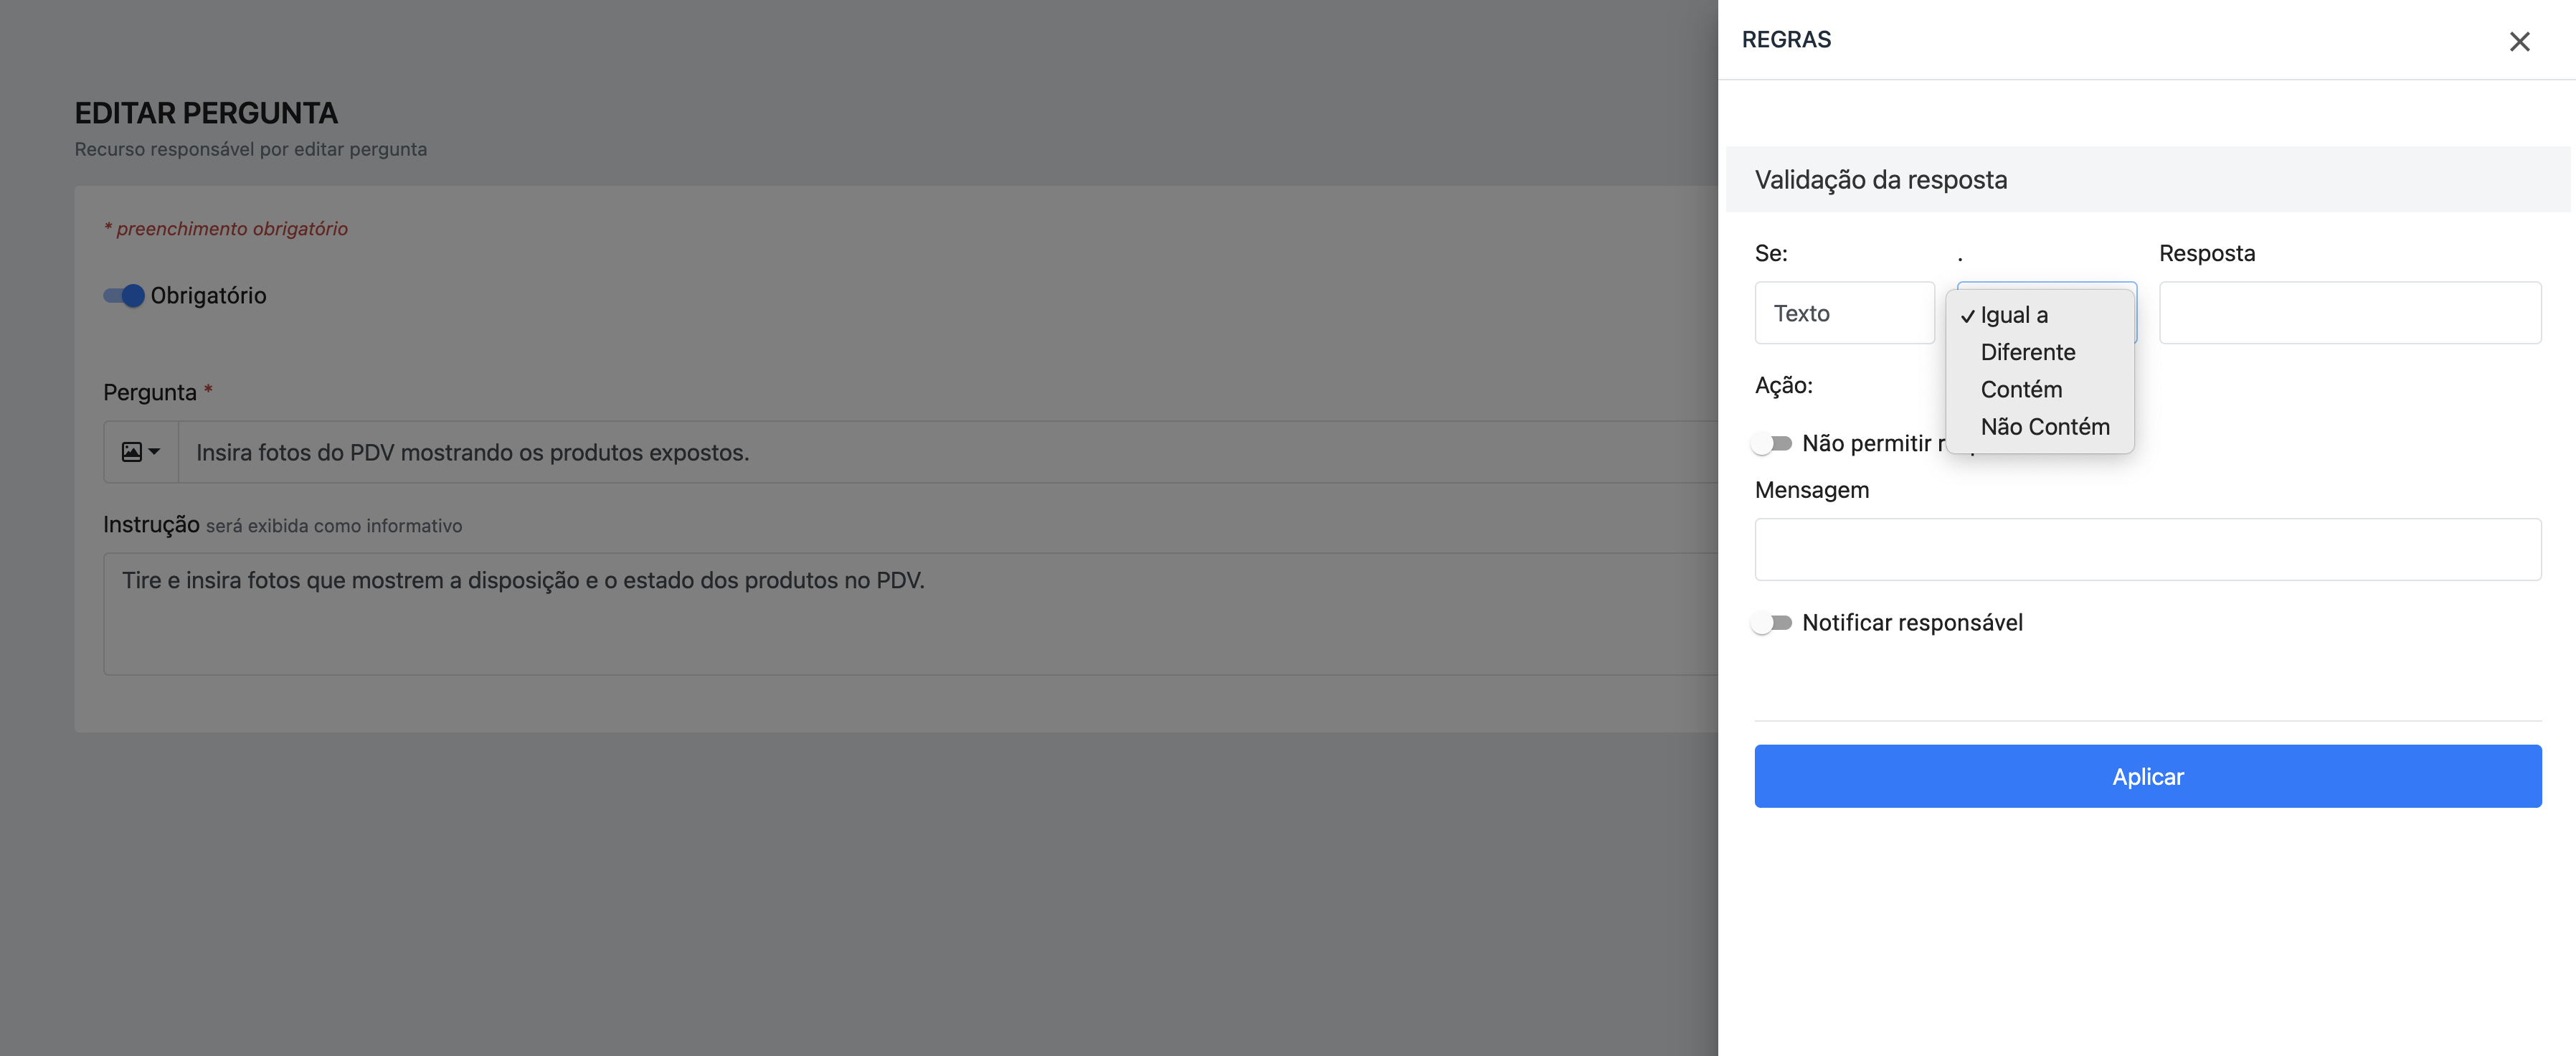 EDITAR PERGUNTA
Recurso responsável por editar pergunta
* preenchimento obrigatório
Obrigatório
Pergunta *
Insira fotos do PDV mostrando os produtos expostos.
Instrução será exibida como informativo
Tire e insira fotos que mostrem a disposição e o estado dos produtos no PDV.
REGRAS
Validação da resposta
Se: . Resposta
Texto
Igual a
Diferente
Contém
Não Contém
Ação:
Não permitir
Mensagem
Notificar responsável
Aplicar